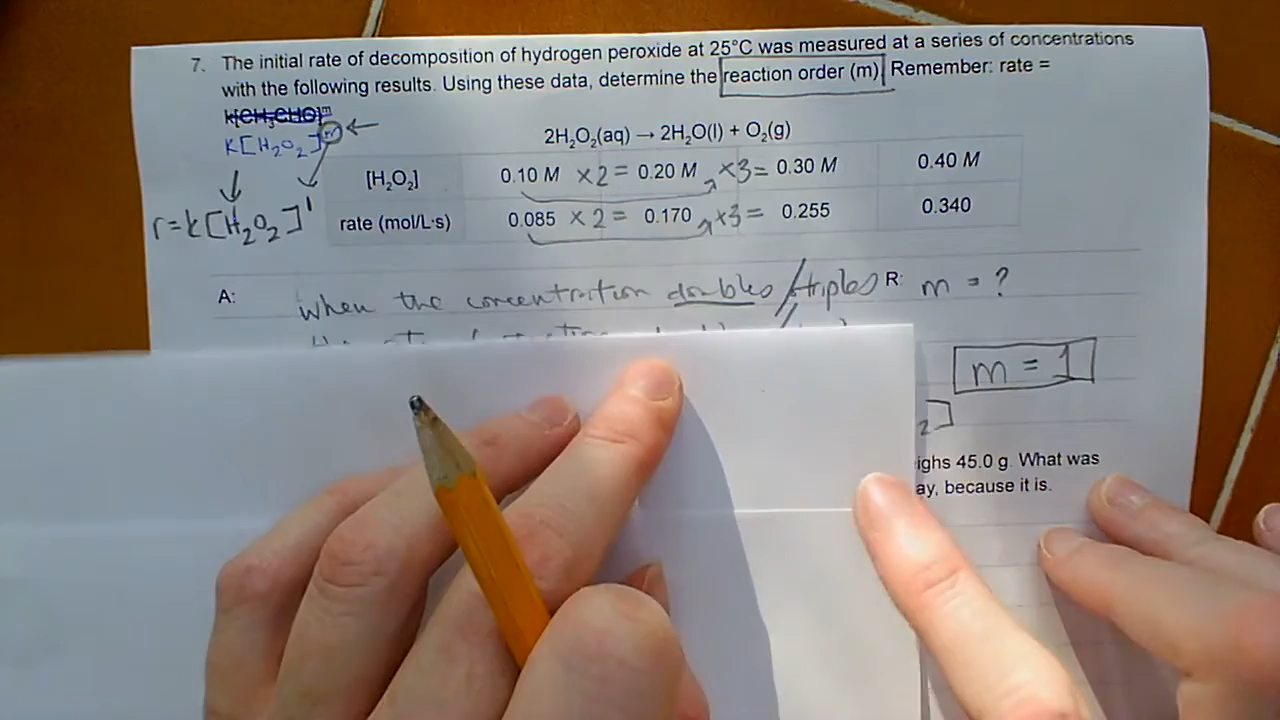 7. The initial rate of decomposition of hydrogen peroxide at 25°C was measured at a series of concentrations
with the following results. Using these data, determine the reaction order (m) Remember: rate =
k[CH₃CHO]ᵐ
K[H₂O₂]ᵐ
2H₂O₂(aq) → 2H₂O(l) + O₂(g)
[H₂O₂] 0.10 M ×2 = 0.20 M ×3 = 0.30 M 0.40 M
r=k[H₂O₂]¹
rate (mol/L·s) 0.085 ×2 = 0.170 ×3 = 0.255 0.340
A: when the concentration doubles/triples R: m = ?
m = 1
₂]
ighs 45.0 g. What was
ay, because it is.